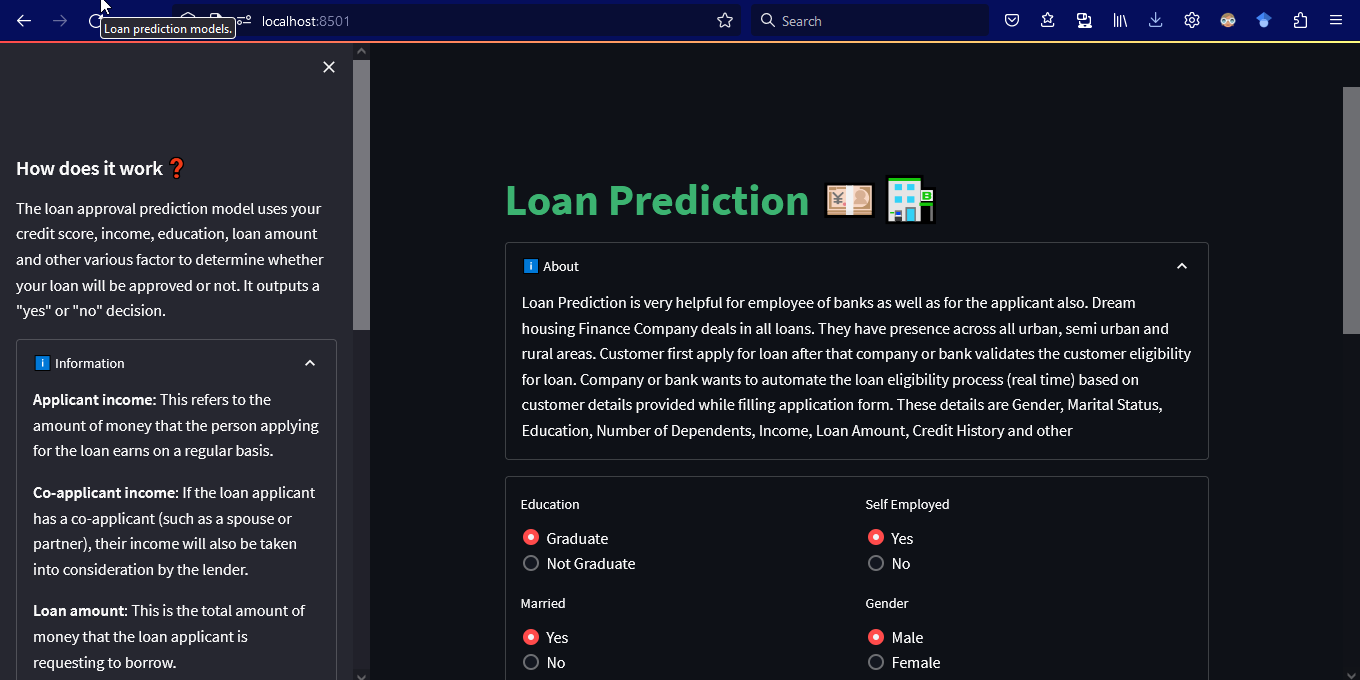 localhost:8501
Search
Loan prediction models.
How does it work ❓
The loan approval prediction model uses your
credit score, income, education, loan amount
and other various factor to determine whether
your loan will be approved or not. It outputs a
"yes" or "no" decision.
ℹ️ Information
Applicant income: This refers to the
amount of money that the person applying
for the loan earns on a regular basis.
Co-applicant income: If the loan applicant
has a co-applicant (such as a spouse or
partner), their income will also be taken
into consideration by the lender.
Loan amount: This is the total amount of
money that the loan applicant is
requesting to borrow.
Loan Prediction 💴 🏦
ℹ️ About
Loan Prediction is very helpful for employee of banks as well as for the applicant also. Dream
housing Finance Company deals in all loans. They have presence across all urban, semi urban and
rural areas. Customer first apply for loan after that company or bank validates the customer eligibility
for loan. Company or bank wants to automate the loan eligibility process (real time) based on
customer details provided while filling application form. These details are Gender, Marital Status,
Education, Number of Dependents, Income, Loan Amount, Credit History and other
Education
Graduate
Not Graduate
Self Employed
Yes
No
Married
Yes
No
Gender
Male
Female